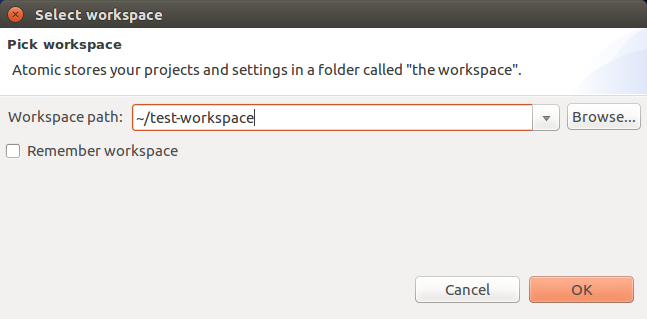 Select workspace
Pick workspace
Atomic stores your projects and settings in a folder called "the workspace".
Workspace path: ~/test-workspace Browse...
Remember workspace
Cancel OK